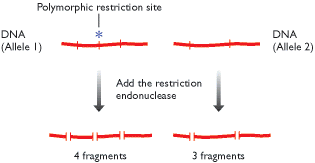 Polymorphic restriction site
*
DNA
(Allele 1)
DNA
(Allele 2)
Add the restriction
endonuclease
4 fragments
3 fragments